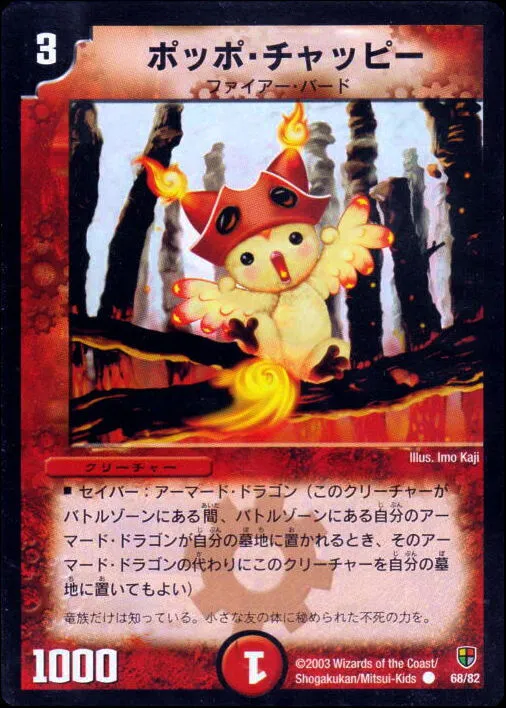 3
ポッポ・チャッピー
ファイアー・バード
Illus. Imo Kaji
クリーチャー
■ セイバー：アーマード・ドラゴン（このクリーチャーが
バトルゾーンにある間、バトルゾーンにある自分のアー
マード・ドラゴンが自分の墓地に置かれるとき、そのアー
マード・ドラゴンの代わりにこのクリーチャーを自分の墓
地に置いてもよい）
竜族だけは知っている。小さな友の体に秘められた不死の力を。
1000
1
©2003 Wizards of the Coast/
Shogakukan/Mitsui-Kids
68/82